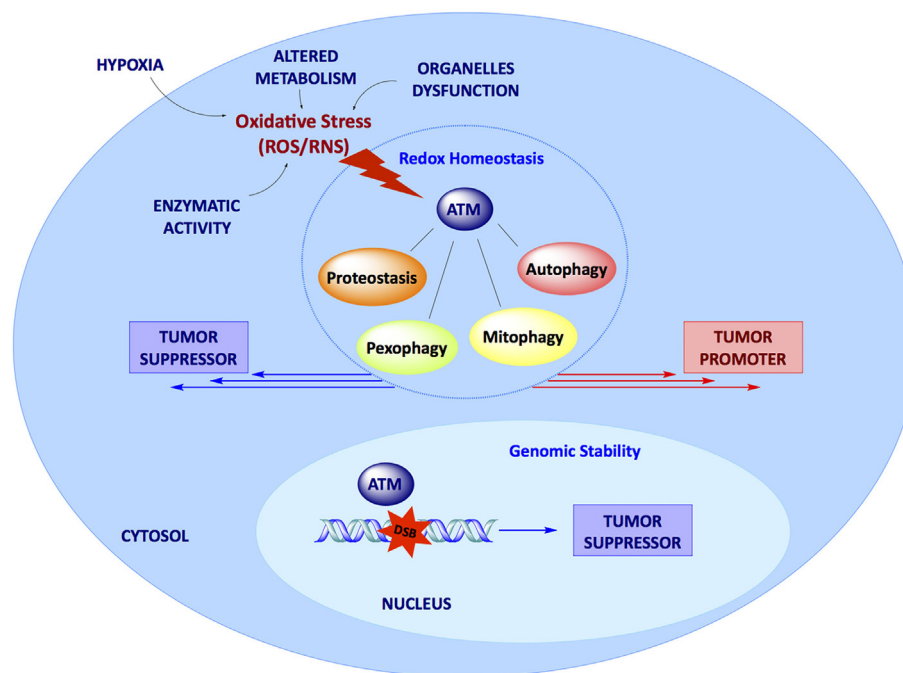 HYPOXIA
ALTERED
METABOLISM
ORGANELLES
DYSFUNCTION
Oxidative Stress
(ROS/RNS)
Redox Homeostasis
ENZYMATIC
ACTIVITY
ATM
Proteostasis
Autophagy
Pexophagy
Mitophagy
TUMOR
SUPPRESSOR
TUMOR
PROMOTER
Genomic Stability
ATM
DSB
TUMOR
SUPPRESSOR
CYTOSOL
NUCLEUS